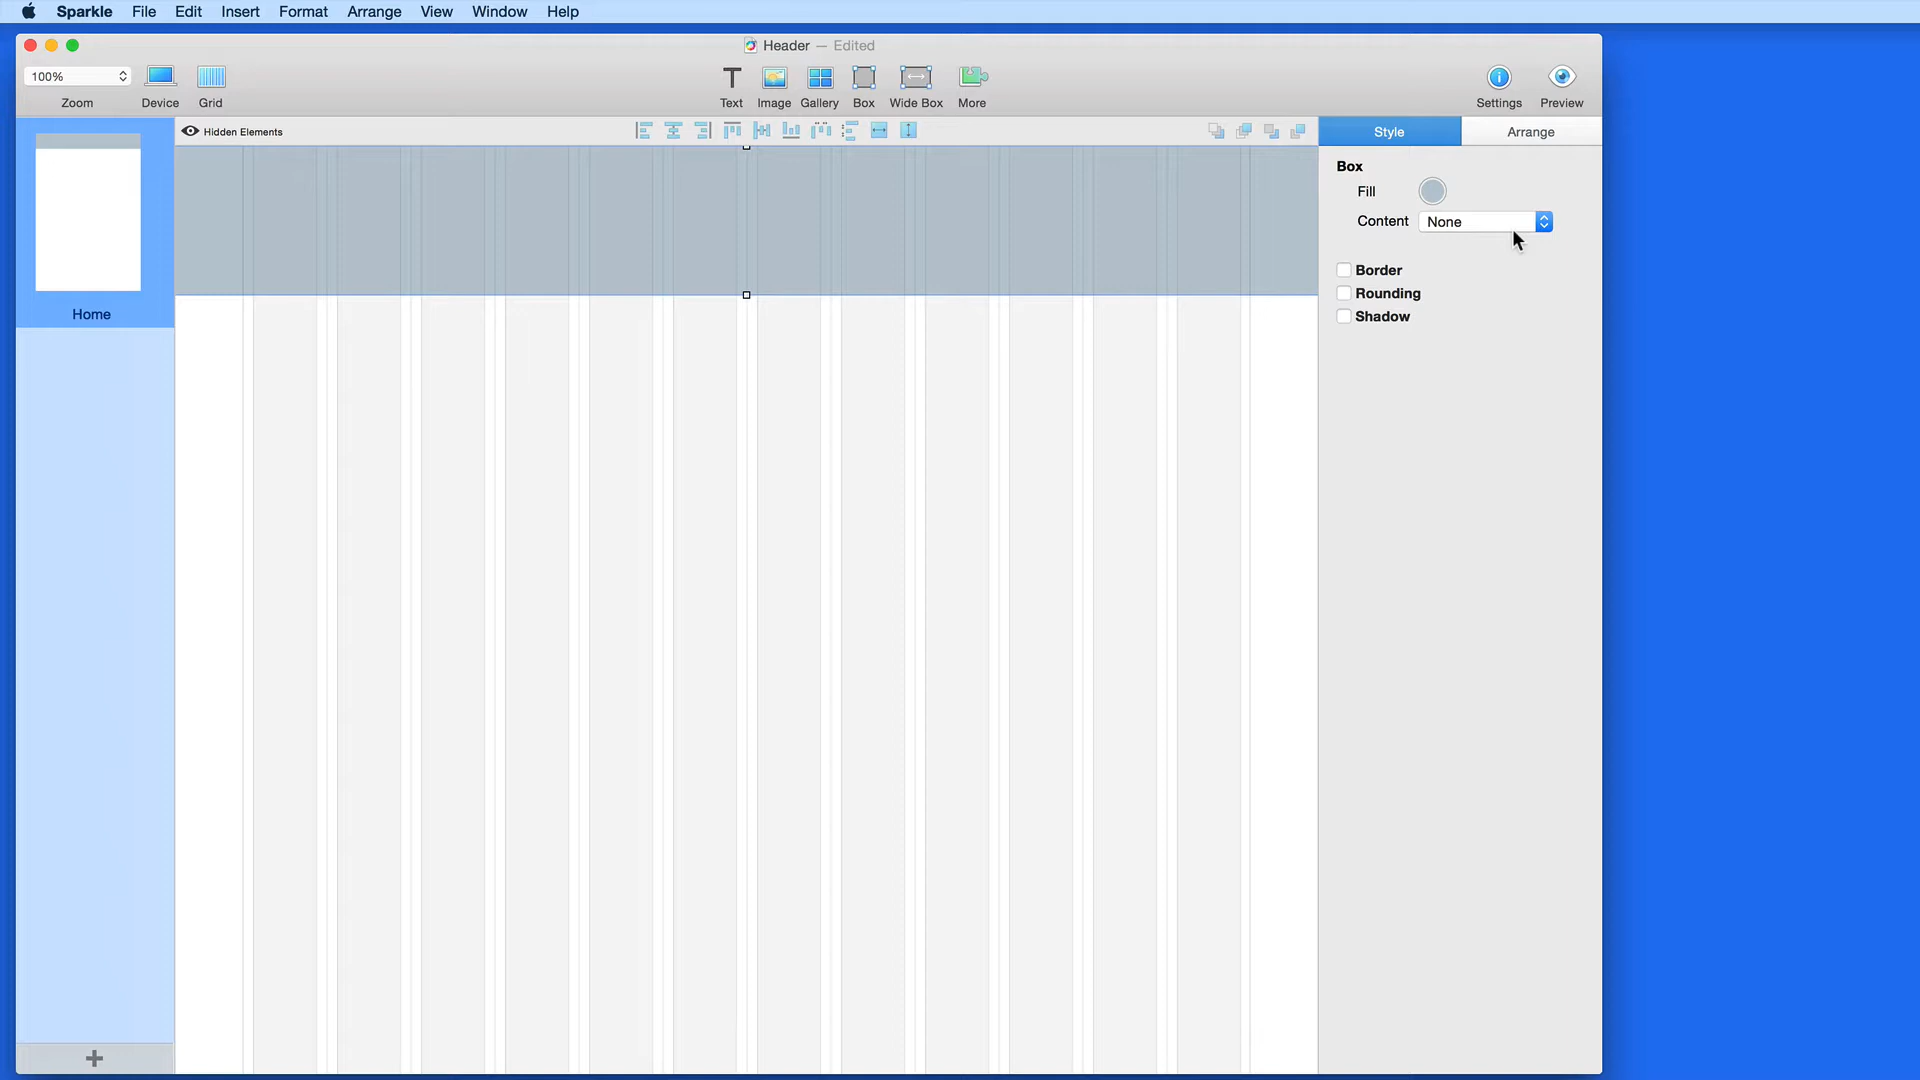 Sparkle File Edit Insert Format Arrange View Window Help
Header — Edited
100%
Zoom Device Grid Text Image Gallery Box Wide Box More Settings Preview
Hidden Elements
Style Arrange
Box
Fill
Content None
Border
Rounding
Shadow
Home